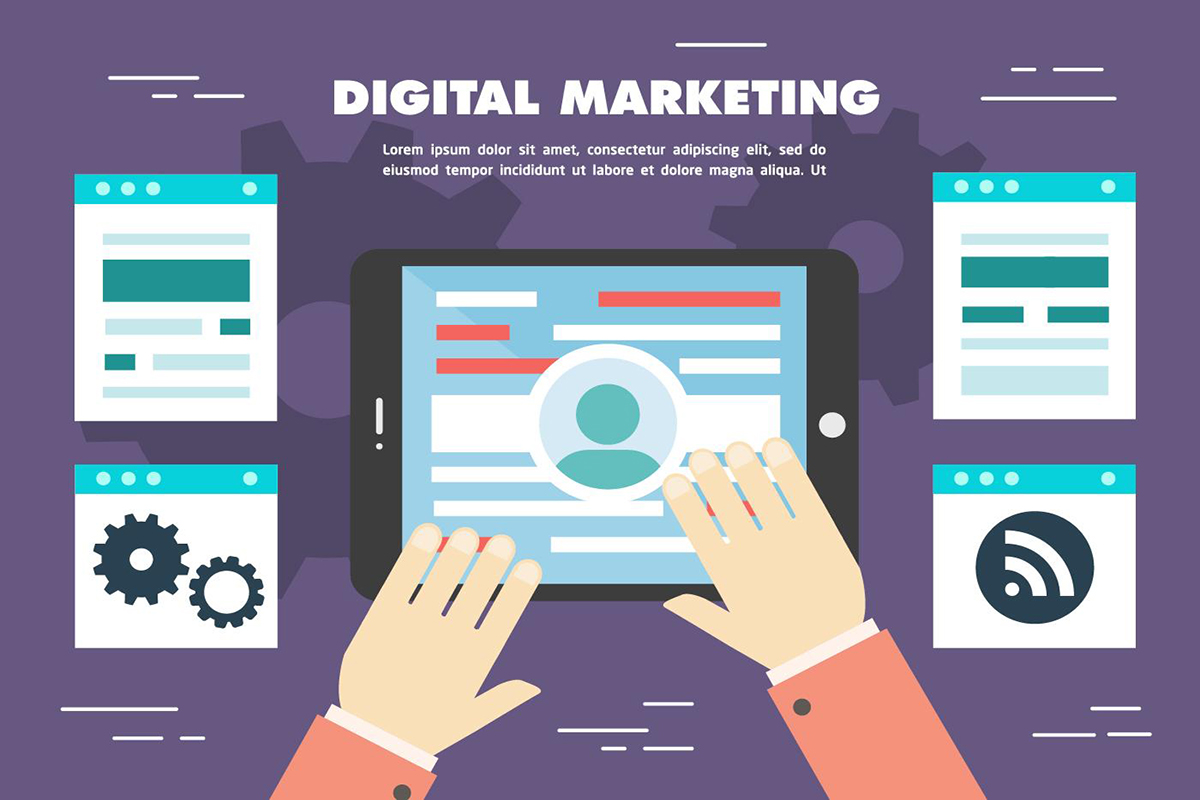 DIGITAL MARKETING
Lorem ipsum dolor sit amet, consectetur adipiscing elit, sed do
eiusmod tempor incididunt ut labore et dolore magna aliqua. Ut